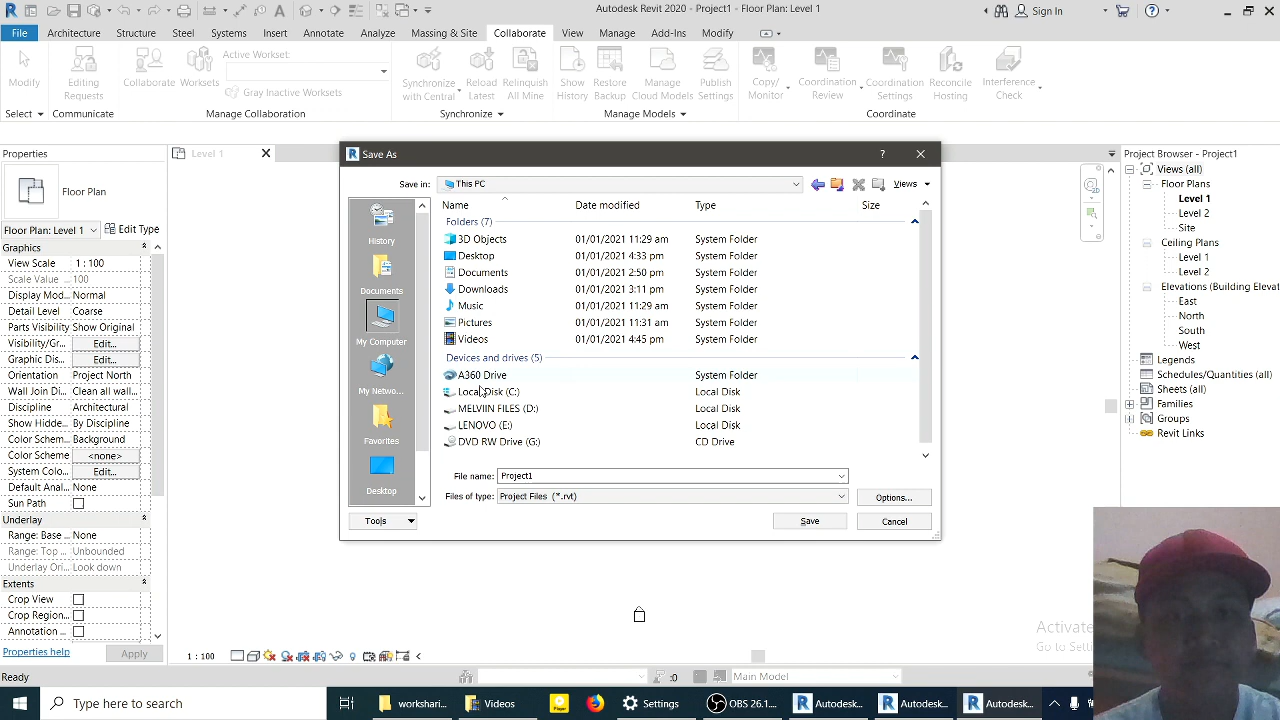 Autodesk Revit 2020 - Project1 - Floor Plan: Level 1
Sign In
File Architecture Structure Steel Systems Insert Annotate Analyze Massing & Site Collaborate View Manage Add-Ins Modify
Modify
Select
Editing
Requests
Communicate
Collaborate
Worksets
Active Workset:
Gray Inactive Worksets
Manage Collaboration
Synchronize
with Central
Reload
Latest
Relinquish
All Mine
Synchronize
Show
History
Restore
Backup
Manage
Cloud Models
Publish
Settings
Manage Models
Copy/
Monitor
Coordination
Review
Coordination
Settings
Reconcile
Hosting
Interference
Check
Coordinate
Properties
Floor Plan
Floor Plan: Level 1
Edit Type
Graphics
View Scale 1 : 100
Scale Value 100
Display Mod... Normal
Detail Level Coarse
Parts Visibility Show Original
Visibility/Gr... Edit...
Graphic Dis... Edit...
Orientation Project North
Wall Join Di... Clean all wall joi...
Discipline Architectural
Show Hidde... By Discipline
Color Schem... Background
Color Scheme <none>
System Colo... Edit...
Default Anal... None
Sun Path
Underlay
Range: Base ... None
Range: Top ... Unbounded
Underlay Ori... Look down
Extents
Crop View
Crop Region...
Annotation ...
Properties help
Apply
Level 1
Save As
Save in:
This PC
Views
Name Date modified Type Size
Folders (7)
3D Objects 01/01/2021 11:29 am System Folder
Desktop 01/01/2021 4:33 pm System Folder
Documents 01/01/2021 2:50 pm System Folder
Downloads 01/01/2021 3:11 pm System Folder
Music 01/01/2021 11:29 am System Folder
Pictures 01/01/2021 11:31 am System Folder
Videos 01/01/2021 4:45 pm System Folder
Devices and drives (5)
A360 Drive System Folder
Local Disk (C:) Local Disk
MELVIIN FILES (D:) Local Disk
LENOVO (E:) Local Disk
DVD RW Drive (G:) CD Drive
History
Documents
My Computer
My Netwo...
Favorites
Desktop
File name: Project1
Files of type: Project Files (*.rvt)
Options...
Tools
Save
Cancel
Project Browser - Project1
Views (all)
Floor Plans
Level 1
Level 2
Site
Ceiling Plans
Level 1
Level 2
Elevations (Building Eleva
East
North
South
West
Legends
Schedules/Quantities (all)
Sheets (all)
Families
Groups
Revit Links
Activate
Go to Setti
1 : 100
Ready
:0
Main Model
Type here to search
workshari...
Videos
Settings
OBS 26.1...
Autodesk...
Autodesk...
Autodesk...